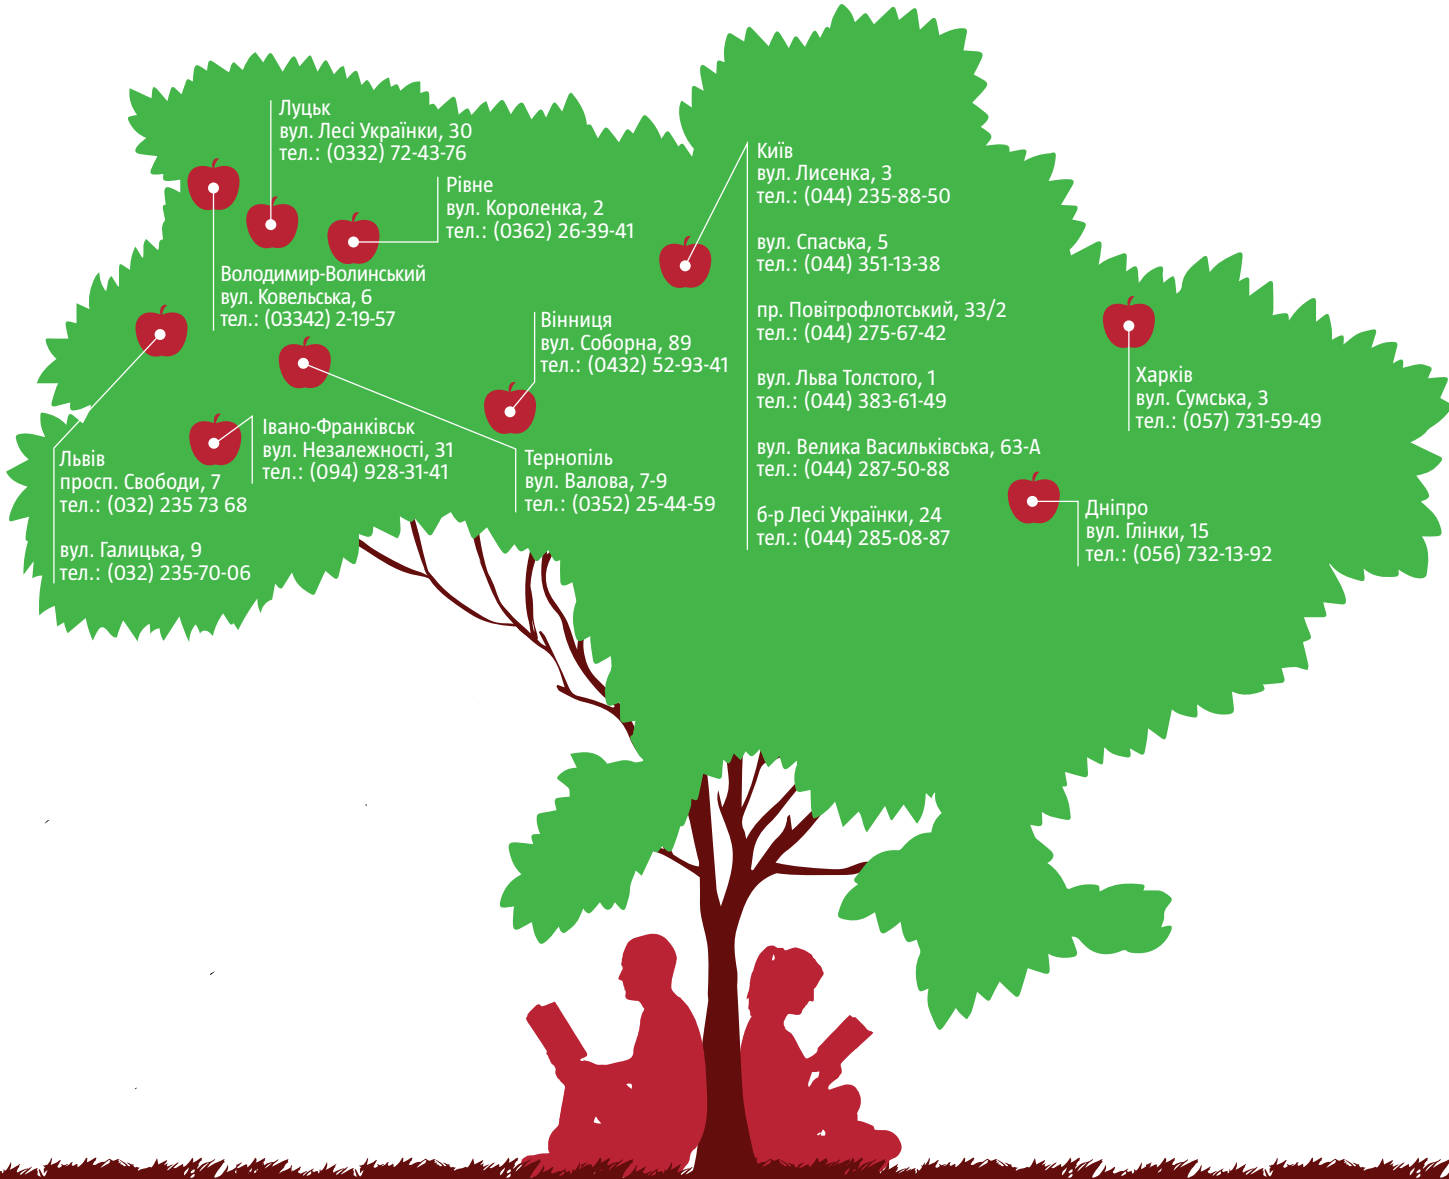 Луцьк
вул. Лесі Українки, 30
тел.: (0332) 72-43-76
Рівне
вул. Короленка, 2
тел.: (0362) 26-39-41
Володимир-Волинський
вул. Ковельська, 6
тел.: (03342) 2-19-57
Вінниця
вул. Соборна, 89
тел.: (0432) 52-93-41
Івано-Франківськ
вул. Незалежності, 31
тел.: (094) 928-31-41
Львів
просп. Свободи, 7
тел.: (032) 235 73 68
вул. Галицька, 9
тел.: (032) 235-70-06
Тернопіль
вул. Валова, 7-9
тел.: (0352) 25-44-59
Київ
вул. Лисенка, 3
тел.: (044) 235-88-50
вул. Спаська, 5
тел.: (044) 351-13-38
пр. Повітрофлотський, 33/2
тел.: (044) 275-67-42
вул. Льва Толстого, 1
тел.: (044) 383-61-49
вул. Велика Васильківська, 63-А
тел.: (044) 287-50-88
б-р Лесі Українки, 24
тел.: (044) 285-08-87
Харків
вул. Сумська, 3
тел.: (057) 731-59-49
Дніпро
вул. Глінки, 15
тел.: (056) 732-13-92